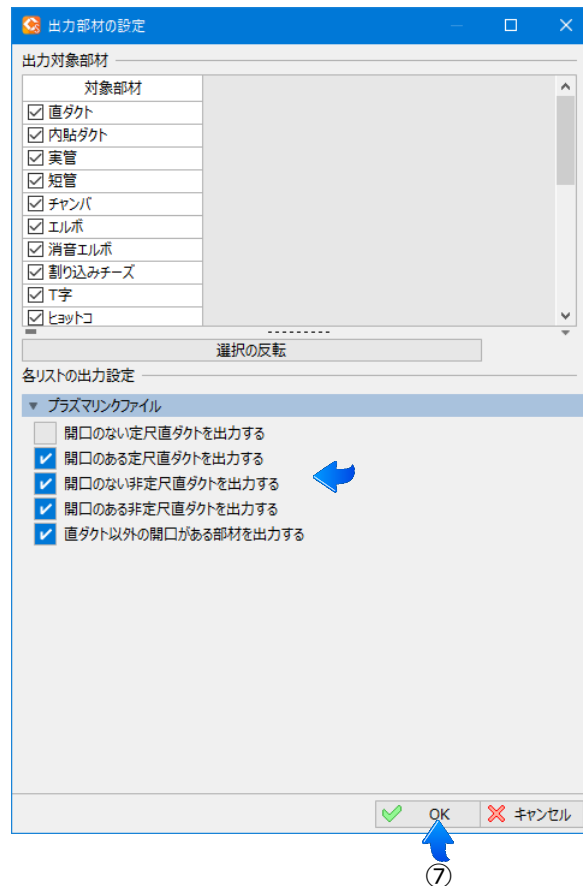 出力部材の設定
出力対象部材
対象部材
直ダクト
内貼ダクト
実管
短管
チャンバ
エルボ
消音エルボ
割り込みチーズ
T字
ヒョットコ
選択の反転
各リストの出力設定
プラズマリンクファイル
開口のない定尺直ダクトを出力する
開口のある定尺直ダクトを出力する
開口のない非定尺直ダクトを出力する
開口のある非定尺直ダクトを出力する
直ダクト以外の開口がある部材を出力する
OK キャンセル
⑦